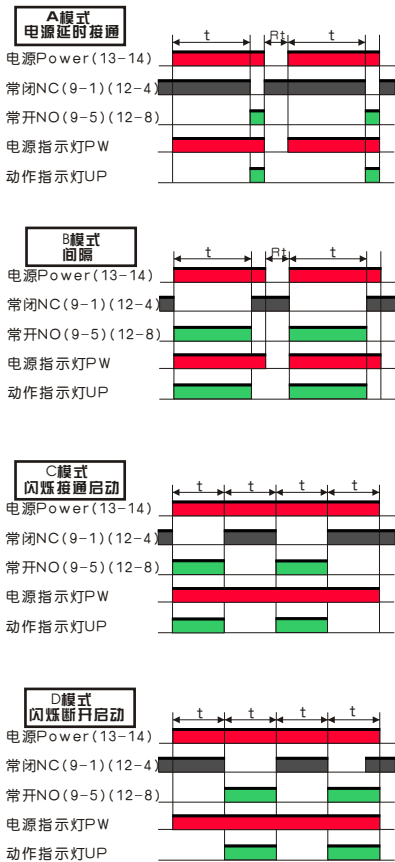 A模式
电源延时接通
t Rt t
电源Power(13-14)
常闭NC(9-1)(12-4)
常开NO(9-5)(12-8)
电源指示灯PW
动作指示灯UP
B模式
间隔
t Rt t
电源Power(13-14)
常闭NC(9-1)(12-4)
常开NO(9-5)(12-8)
电源指示灯PW
动作指示灯UP
C模式
闪烁接通启动
t t t t
电源Power(13-14)
常闭NC(9-1)(12-4)
常开NO(9-5)(12-8)
电源指示灯PW
动作指示灯UP
D模式
闪烁断开启动
t t t t
电源Power(13-14)
常闭NC(9-1)(12-4)
常开NO(9-5)(12-8)
电源指示灯PW
动作指示灯UP